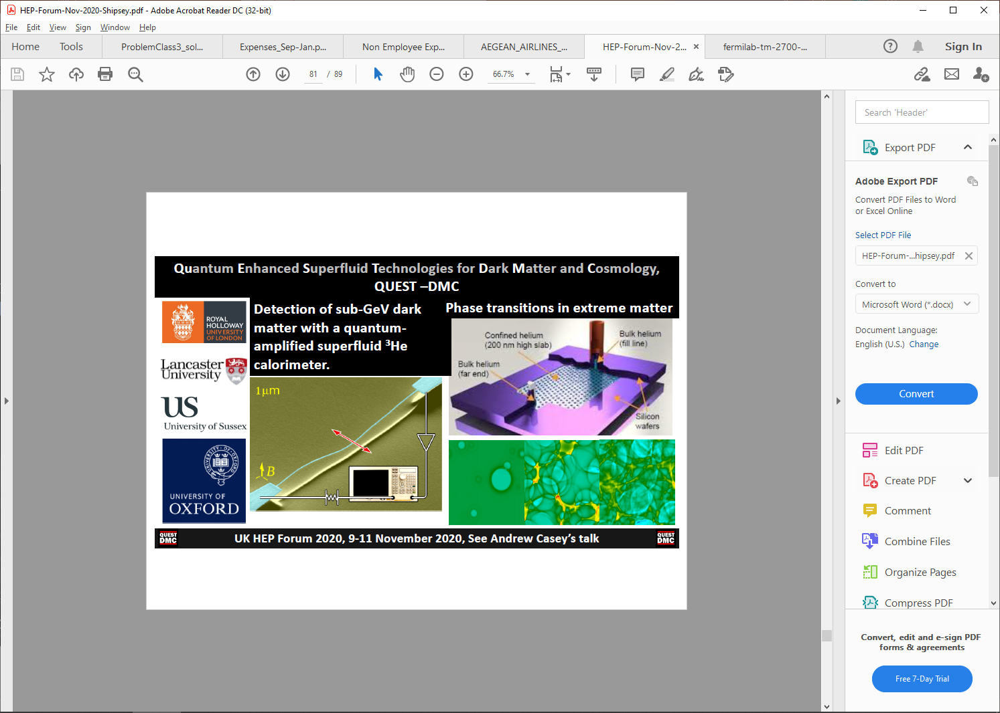 HEP-Forum-Nov-2020-Shipsey.pdf - Adobe Acrobat Reader DC (32-bit)
File Edit View Sign Window Help
Home Tools ProblemClass3_sol... Expenses_Sep-Jan.p... Non Employee Exp... AEGEAN_AIRLINES_... HEP-Forum-Nov-2... fermilab-tm-2700-... Sign In
81 / 89 66.7%
Search 'Header'
Export PDF
Adobe Export PDF
Convert PDF Files to Word
or Excel Online
Select PDF File
HEP-Forum-...hipsey.pdf
Convert to
Microsoft Word (*.docx)
Document Language:
English (U.S.) Change
Convert
Edit PDF
Create PDF
Comment
Combine Files
Organize Pages
Compress PDF
Convert, edit and e-sign PDF
forms & agreements
Free 7-Day Trial
Quantum Enhanced Superfluid Technologies for Dark Matter and Cosmology,
QUEST –DMC
ROYAL
HOLLOWAY
UNIVERSITY
OF LONDON
Lancaster
University
US
University of Sussex
UNIVERSITY OF
OXFORD
Detection of sub-GeV dark
matter with a quantum-
amplified superfluid ³He
calorimeter.
1μm
B
Phase transitions in extreme matter
Confined helium
(200 nm high slab)
Bulk helium
(fill line)
Bulk helium
(far end)
Silicon
wafers
QUEST
DMC
UK HEP Forum 2020, 9-11 November 2020, See Andrew Casey's talk
QUEST
DMC